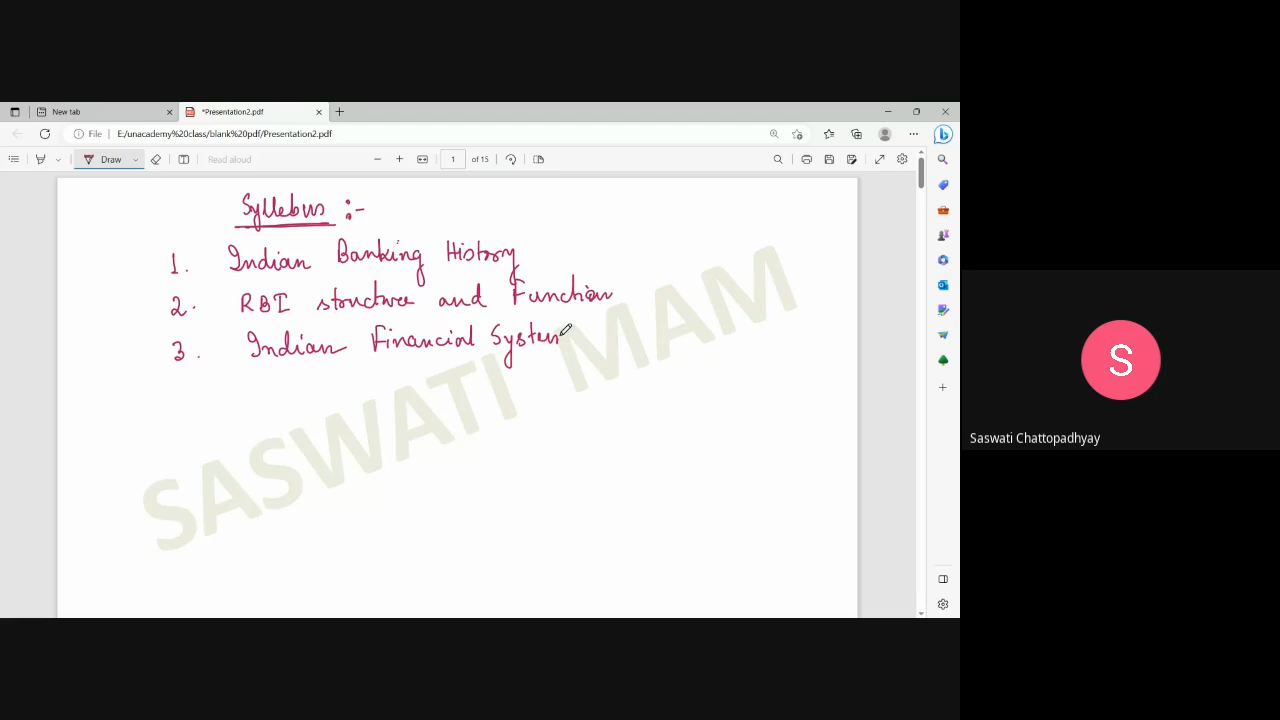 New tab
*Presentation2.pdf
File
E:/unacademy%20class/blank%20pdf/Presentation2.pdf
Draw
Read aloud
1
of 15
Syllebus :-
1. Indian Banking History
2. RBI structure and Function
3. Indian Financial System
SASWATI MAM
S
Saswati Chattopadhyay